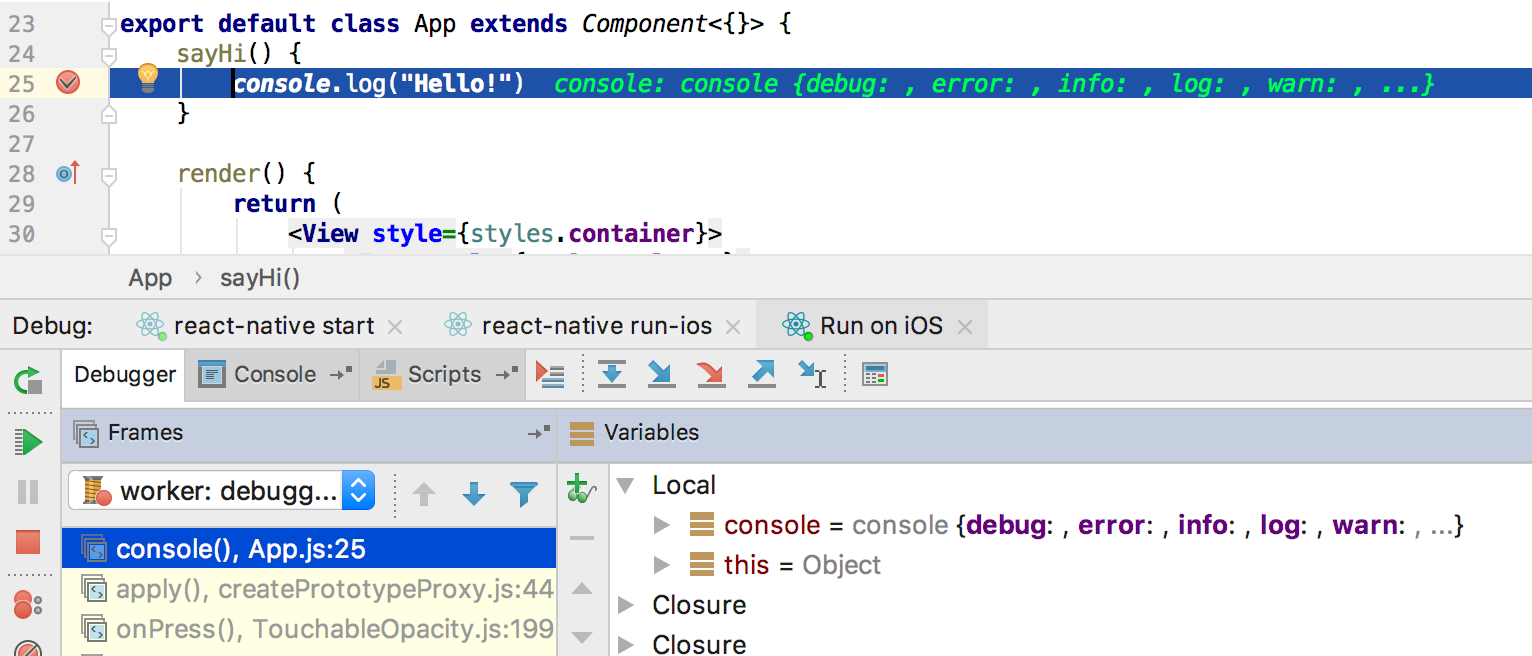 23 export default class App extends Component<{}> {
24 sayHi() {
25 console.log("Hello!") console: console {debug: , error: , info: , log: , warn: , ...}
26 }
27
28 render() {
29 return (
30 <View style={styles.container}>
App › sayHi()
Debug: react-native start react-native run-ios Run on iOS
Debugger Console JS Scripts
Frames Variables
worker: debugg... Local
console = console {debug: , error: , info: , log: , warn: , ...}
console(), App.js:25
this = Object
apply(), createPrototypeProxy.js:44
Closure
onPress(), TouchableOpacity.js:199
Closure